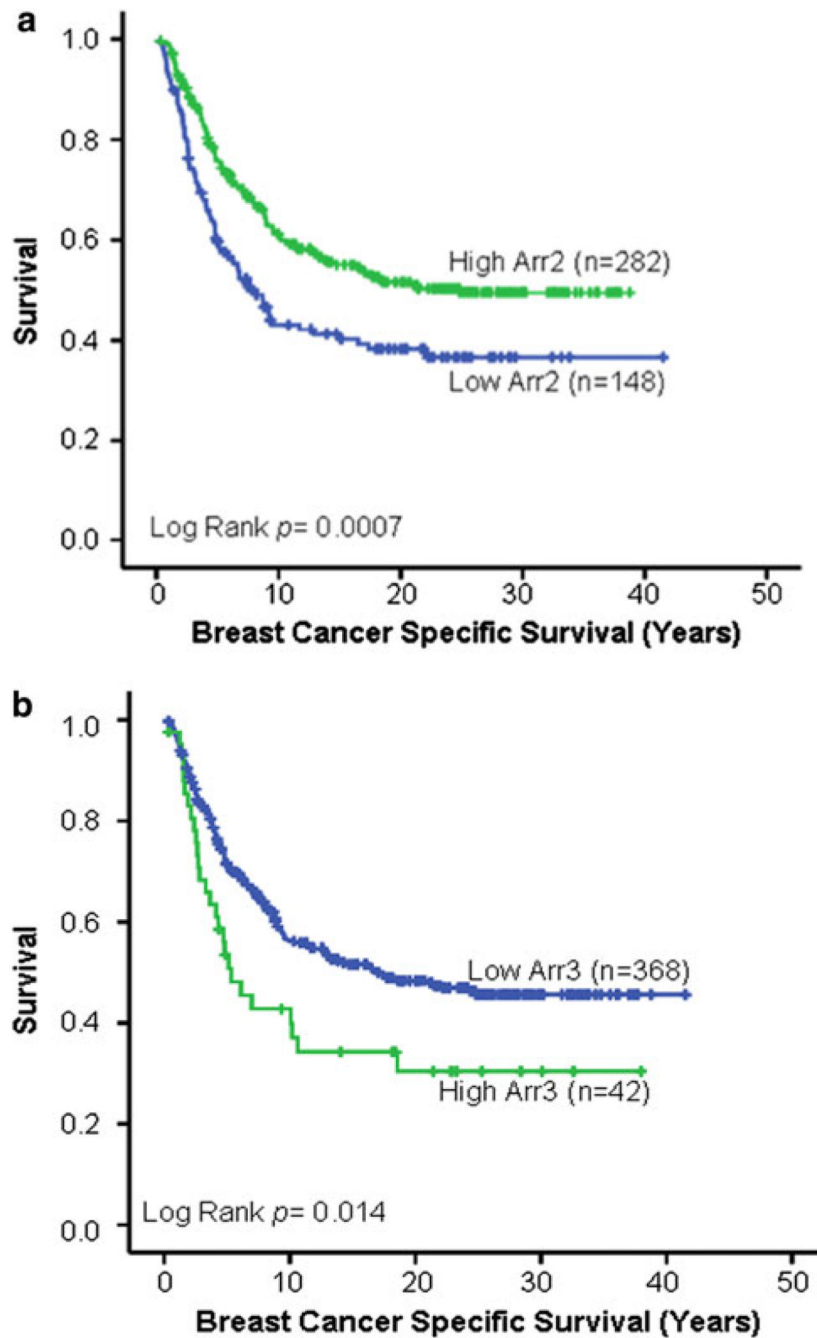 a
1.0
0.8
0.6
0.4
0.2
0.0
Survival
High Arr2 (n=282)
Low Arr2 (n=148)
Log Rank p= 0.0007
0 10 20 30 40 50
Breast Cancer Specific Survival (Years)
b
1.0
0.8
0.6
0.4
0.2
0.0
Survival
Low Arr3 (n=368)
High Arr3 (n=42)
Log Rank p= 0.014
0 10 20 30 40 50
Breast Cancer Specific Survival (Years)